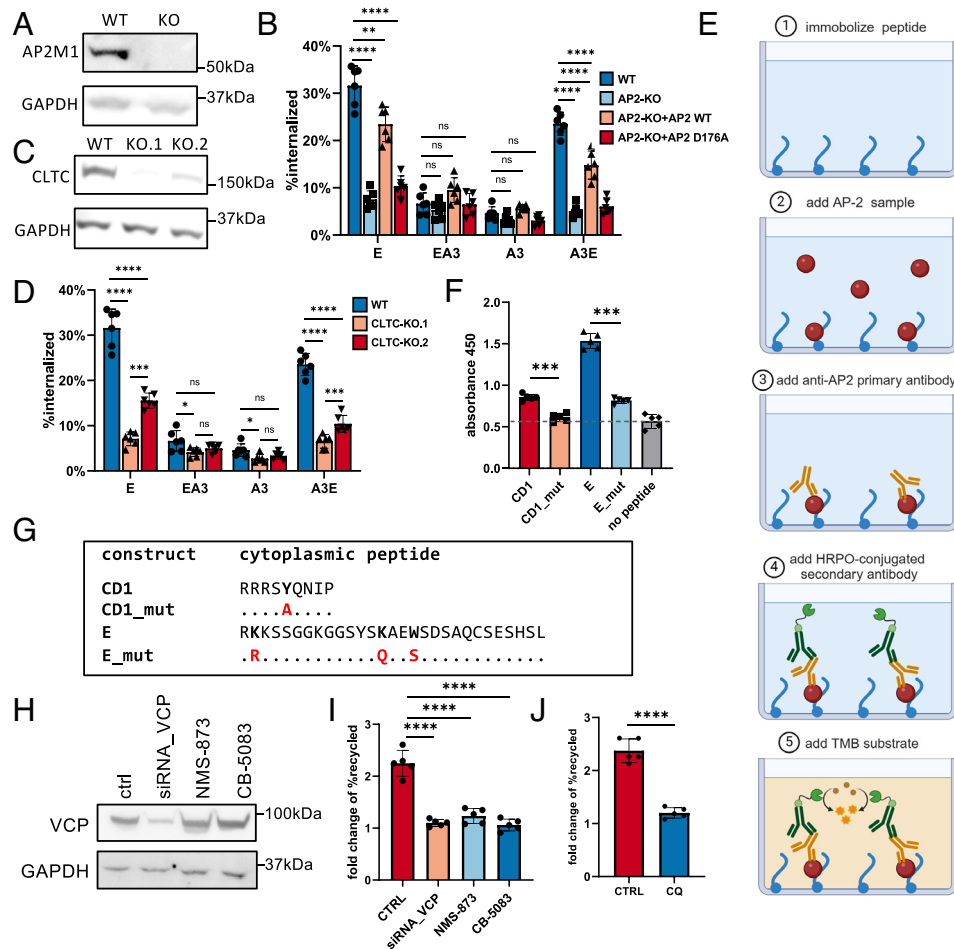 A
WT KO
AP2M1
50kDa
GAPDH
37kDa
B
%internalized
40%
30%
20%
10%
0%
****
**
****
ns
ns
ns
ns
ns
ns
****
****
****
E EA3 A3 A3E
WT
AP2-KO
AP2-KO+AP2 WT
AP2-KO+AP2 D176A
C
WT KO.1 KO.2
CLTC
150kDa
37kDa
GAPDH
D
%internalized
40%
30%
20%
10%
0%
****
****
***
ns
*
ns
ns
*
ns
****
****
***
E EA3 A3 A3E
WT
CLTC-KO.1
CLTC-KO.2
E
1 immobolize peptide
2 add AP-2 sample
3 add anti-AP2 primary antibody
4 add HRPO-conjugated
secondary antibody
5 add TMB substrate
F
absorbance 450
2.0
1.5
1.0
0.5
0.0
***
***
CD1
CD1_mut
E
E_mut
no peptide
G
construct cytoplasmic peptide
CD1 RRRSYQNIP
CD1_mut ....A....
E RKKSSGGKGGSYSKAEWSDSAQCSESHSL
E_mut .R...........Q..S............
H
ctrl siRNA_VCP NMS-873 CB-5083
VCP
100kDa
GAPDH
37kDa
I
fold change of %recycled
3
2
1
0
****
****
****
CTRL
siRNA_VCP
NMS-873
CB-5083
J
fold change of %recycled
3
2
1
0
****
CTRL CQ